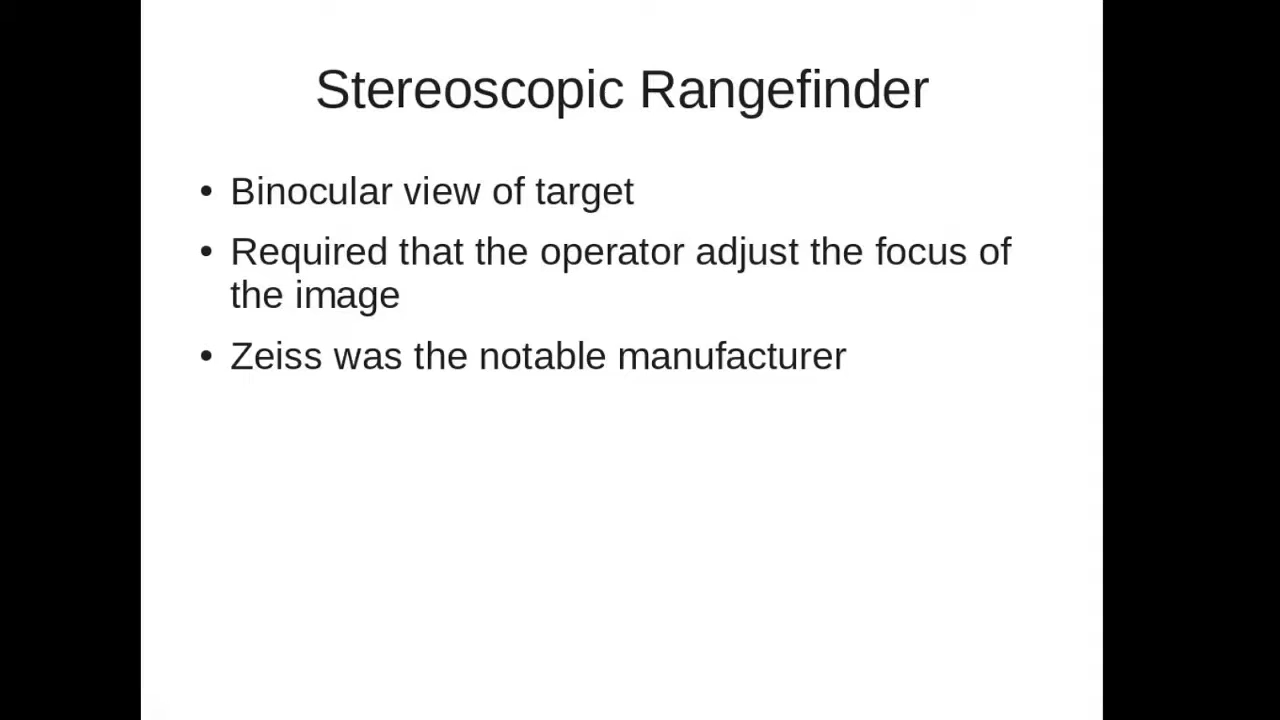 Stereoscopic Rangefinder
• Binocular view of target
• Required that the operator adjust the focus of
the image
• Zeiss was the notable manufacturer